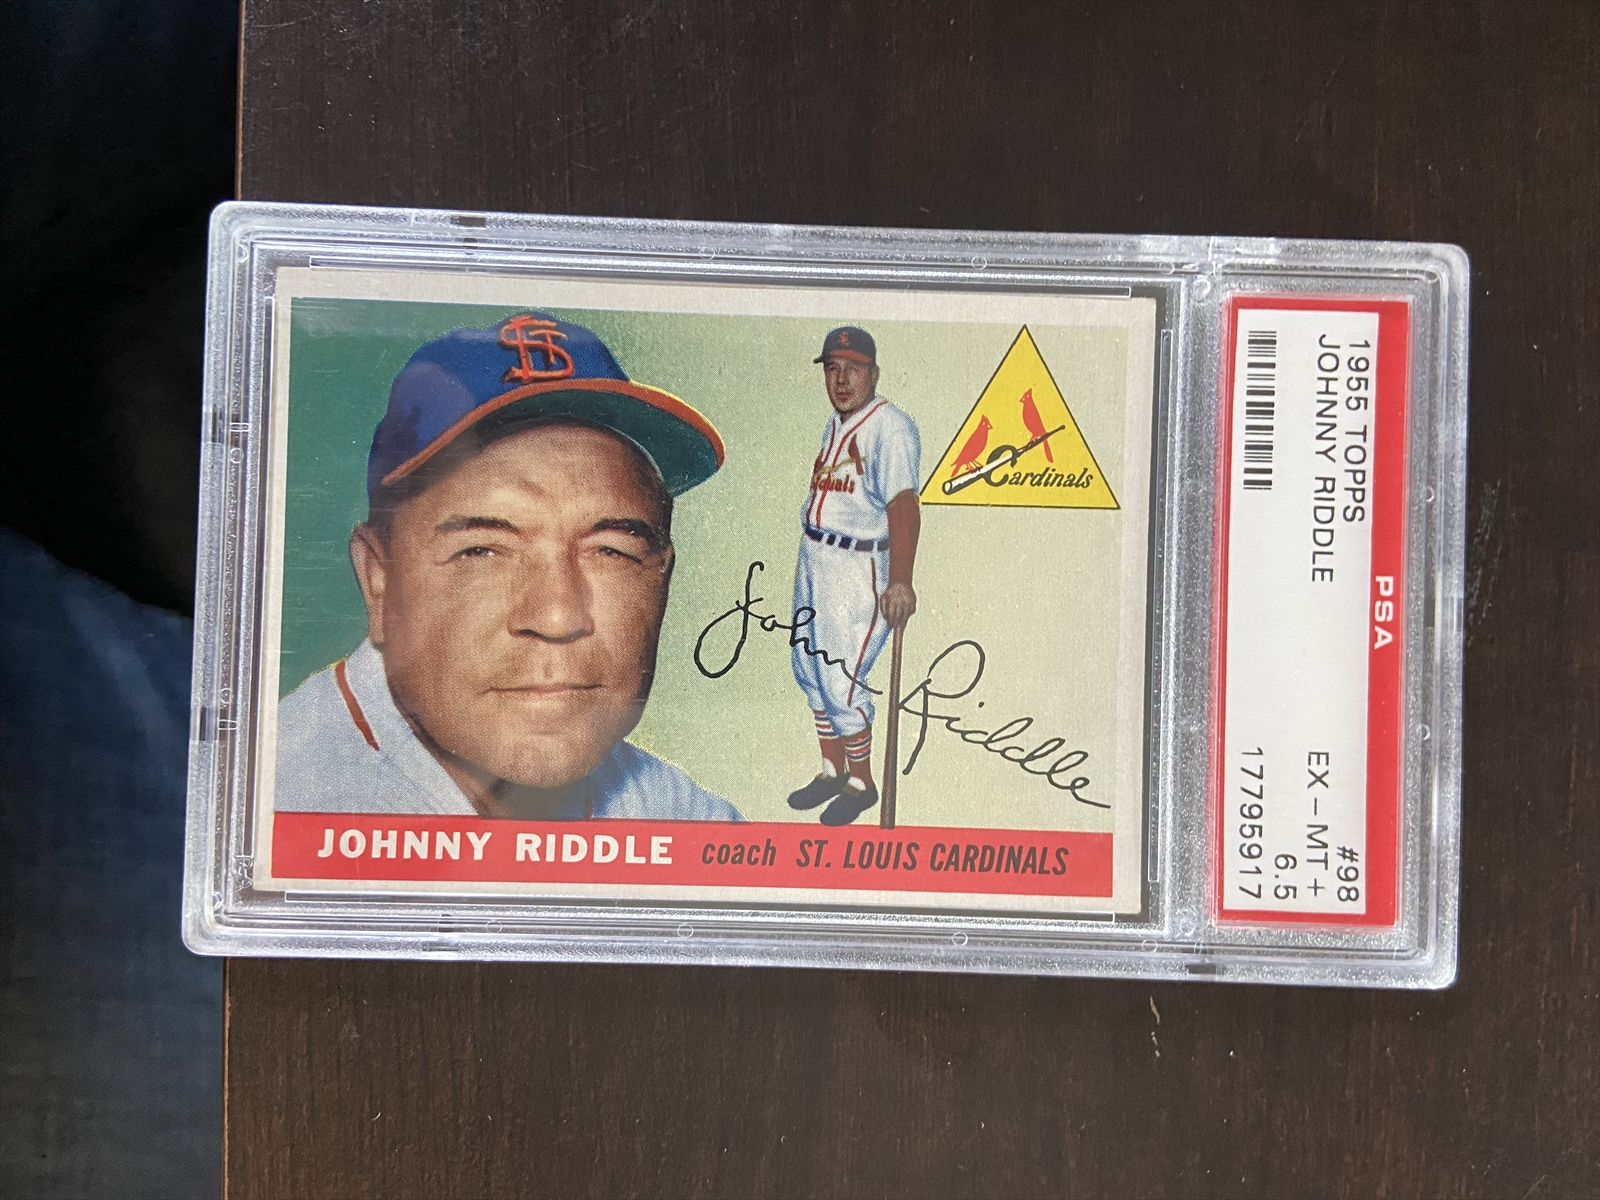 1955 TOPPS #98
JOHNNY RIDDLE EX - MT +
6.5
17795917
PSA
Cardinals
John Riddle
JOHNNY RIDDLE coach ST. LOUIS CARDINALS